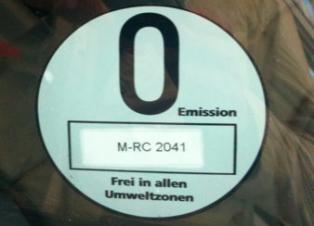 0
Emission
M-RC 2041
Frei in allen
Umweltzonen